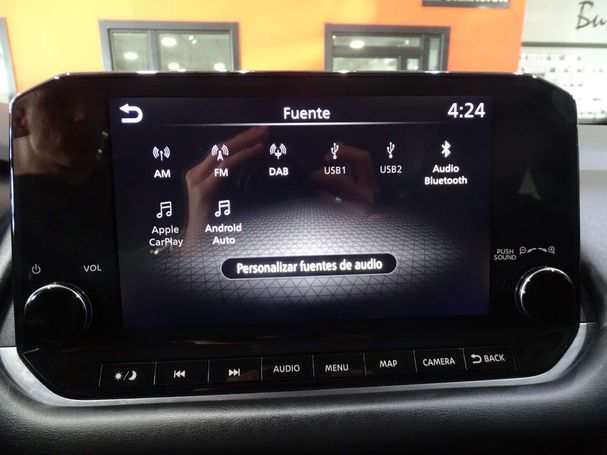 Bu
Fuente
4:24
AM
FM
DAB
USB1
USB2
Audio
Bluetooth
Apple
CarPlay
Android
Auto
Personalizar fuentes de audio
VOL
PUSH
SOUND
AUDIO
MENU
MAP
CAMERA
BACK